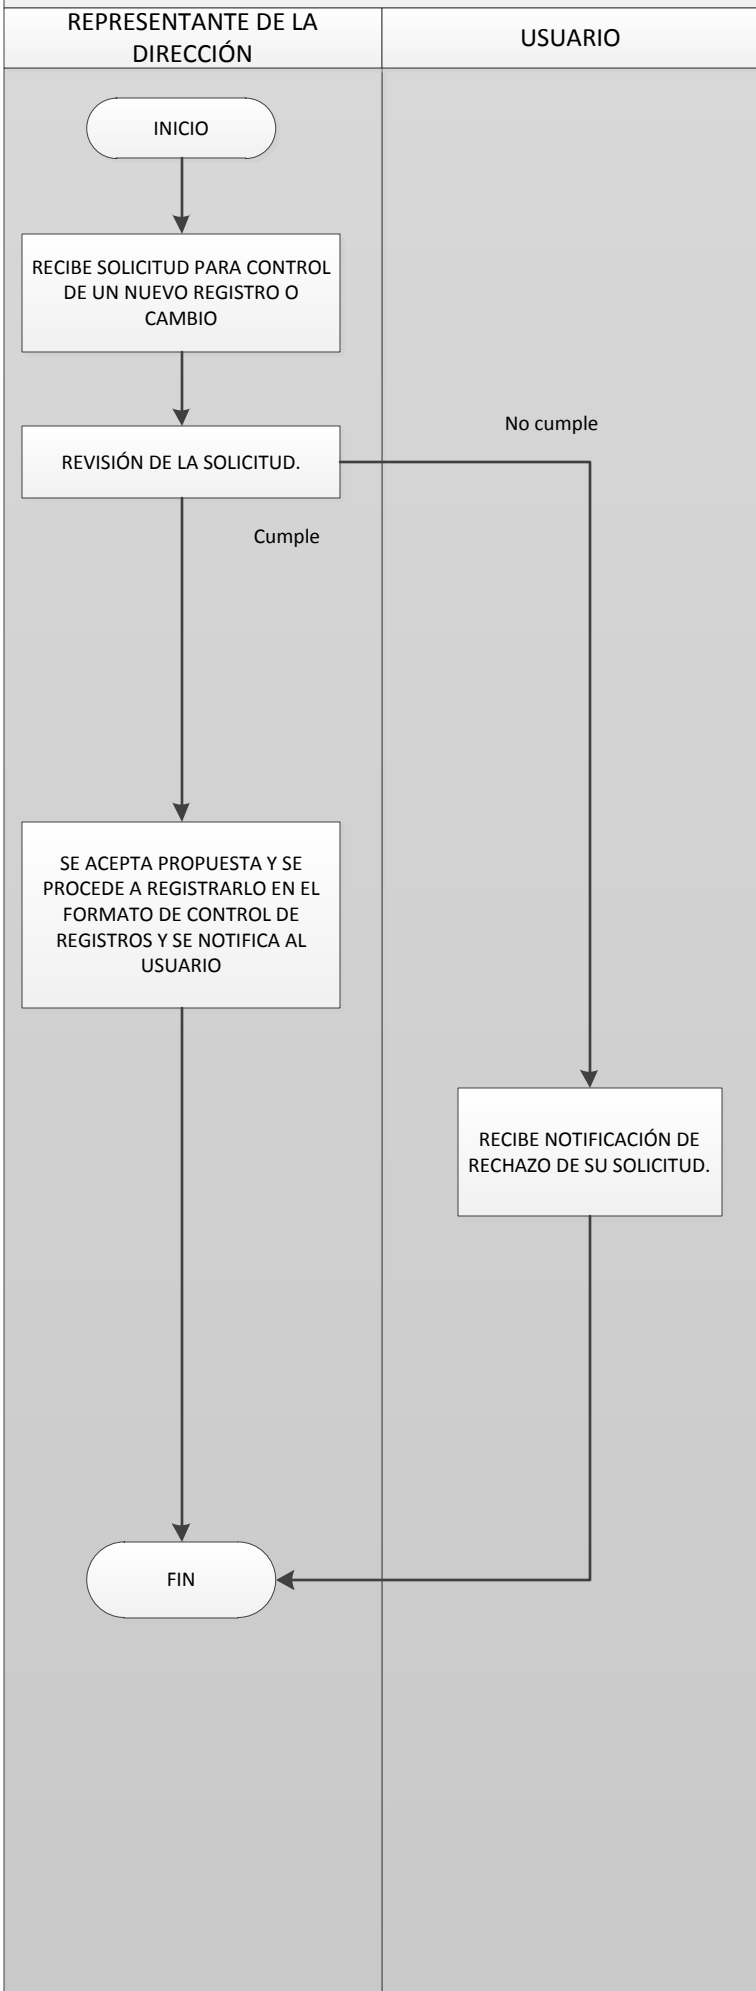 REPRESENTANTE DE LA
DIRECCIÓN
USUARIO
INICIO
RECIBE SOLICITUD PARA CONTROL
DE UN NUEVO REGISTRO O
CAMBIO
No cumple
REVISIÓN DE LA SOLICITUD.
Cumple
SE ACEPTA PROPUESTA Y SE
PROCEDE A REGISTRARLO EN EL
FORMATO DE CONTROL DE
REGISTROS Y SE NOTIFICA AL
USUARIO
RECIBE NOTIFICACIÓN DE
RECHAZO DE SU SOLICITUD.
FIN